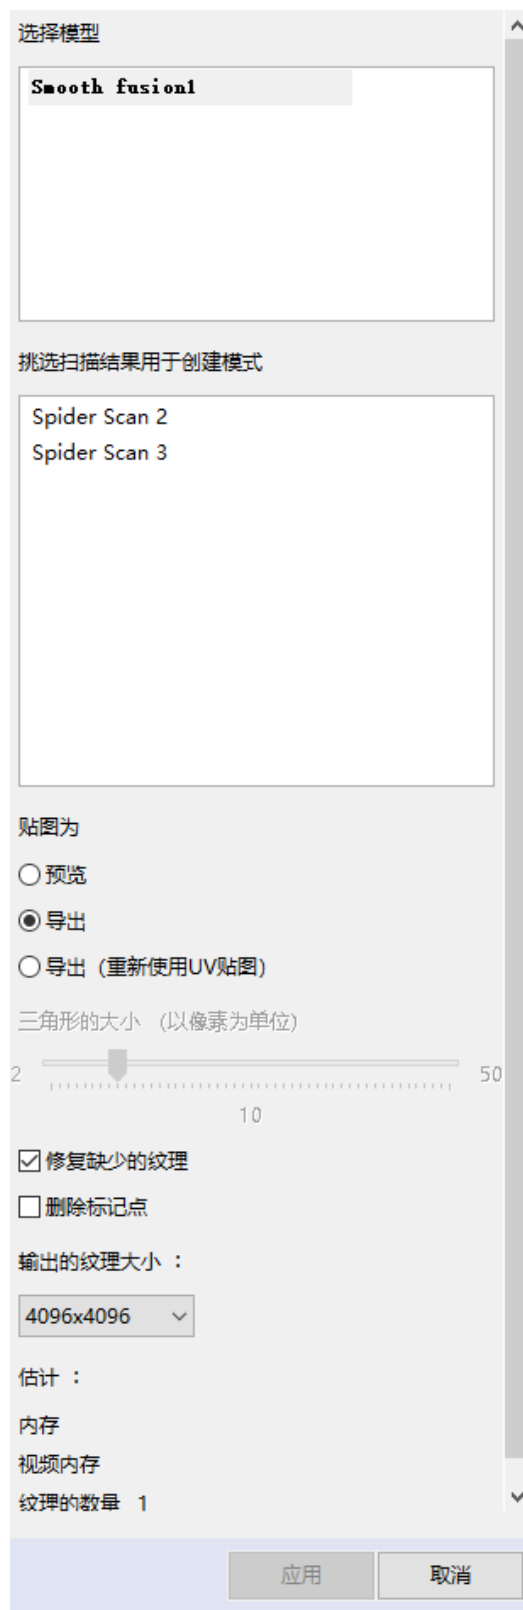 选择模型
Smooth fusion1
挑选扫描结果用于创建模式
Spider Scan 2
Spider Scan 3
贴图为
预览
导出
导出（重新使用UV贴图）
三角形的大小 （以像素为单位）
2 50
10
修复缺少的纹理
删除标记点
输出的纹理大小 ：
4096x4096
估计 ：
内存
视频内存
纹理的数量 1
应用 取消